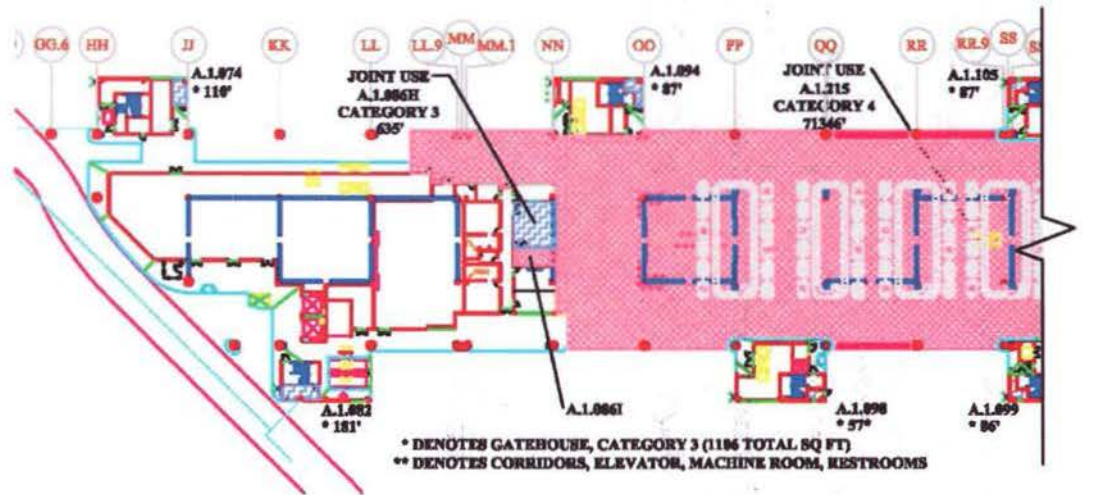 GG.6 HH JJ KK LL LL.9 MM MM.1 NN OO PP QQ RR RR.9 SS
A.1.074
* 110'
JOINT USE
A.1.086H
CATEGORY 3
635'
A.1.094
* 87'
JOINT USE
A.1.215
CATEGORY 4
71346'
A.1.105
* 87'
A.1.082
* 181'
A.1.086I
A.1.098
* 57*
A.1.099
* 86'
* DENOTES GATEHOUSE, CATEGORY 3 (1186 TOTAL SQ FT)
** DENOTES CORRIDORS, ELEVATOR, MACHINE ROOM, RESTROOMS